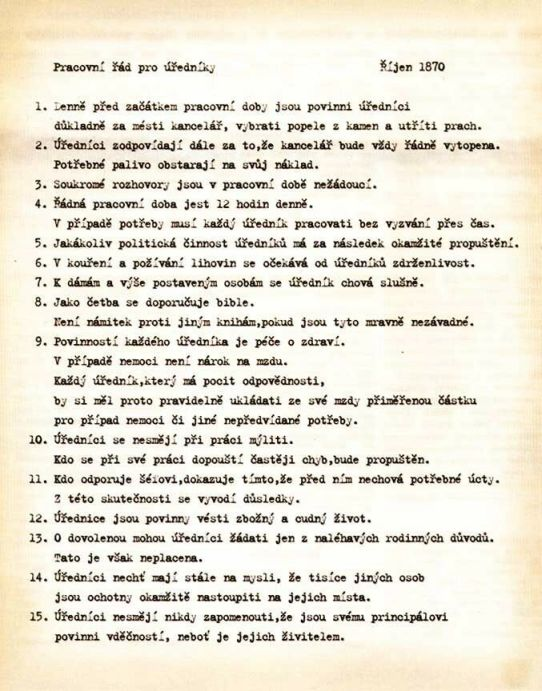 Pracovní řád pro úředníky Říjen 1870
1. Denně před začátkem pracovní doby jsou povinni úředníci
důkladně za mésti kancelář, vybrati popele z kamen a utříti prach.
2. Úředníci zodpovídají dále za to,že kancelář bude vždy řádně vytopena.
Potřebné palivo obstarají na svůj náklad.
3. Soukromé rozhovory jsou v pracovní době nežádoucí.
4. Řádná pracovní doba jest 12 hodin denně.
V případě potřeby musí každý úředník pracovati bez vyzvání přes čas.
5. Jakákoliv politická činnost úředníků má za následek okamžité propuštění.
6. V kouření a požívání lihovin se očekává od úředníků zdrženlivost.
7. K dámám a výše postaveným osobám se úředník chová slušně.
8. Jako četba se doporučuje bible.
Není námitek proti jiným knihám,pokud jsou tyto mravně nezávadné.
9. Povinností každého úředníka je péče o zdraví.
V případě nemoci není nárok na mzdu.
Každý úředník,který má pocit odpovědnosti,
by si měl proto pravidelně ukládati ze své mzdy přiměřenou částku
pro případ nemoci či jiné nepředvídané potřeby.
10. Úředníci se nesmějí při práci mýliti.
Kdo se při své práci dopouští častěji chyb,bude propuštěn.
11. Kdo odporuje šéfovi,dokazuje tímto,že před ním nechová potřebné úcty.
Z této skutečnosti se vyvodí důsledky.
12. Úřednice jsou povinny vésti zbožný a cudný život.
13. O dovolenou mohou úředníci žádati jen z naléhavých rodinných důvodů.
Tato je však neplacena.
14. Úředníci nechť mají stále na mysli, že tisíce jiných osob
jsou ochotny okamžitě nastoupiti na jejich místa.
15. Úředníci nesmějí nikdy zapomenouti,že jsou svému principálovi
povinni vděčností, neboť je jejich živitelem.